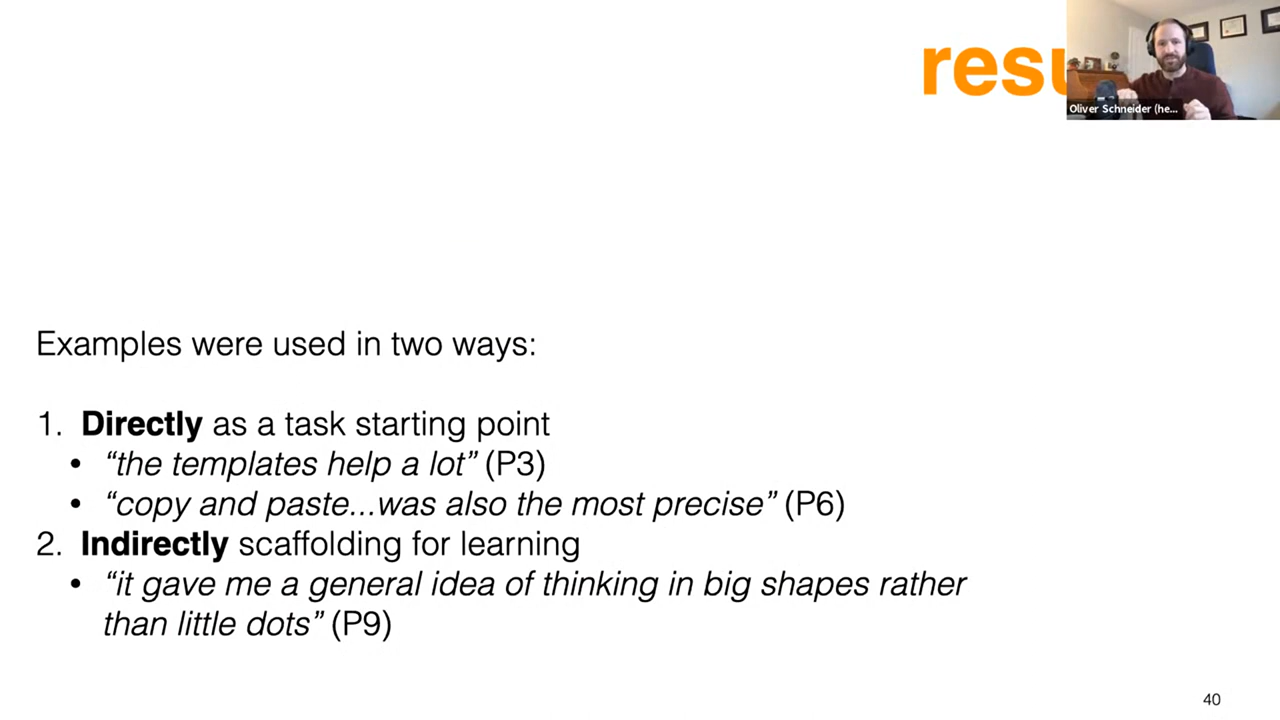 Oliver Schneider (he...
Examples were used in two ways:
1. Directly as a task starting point
• “the templates help a lot” (P3)
• “copy and paste...was also the most precise” (P6)
2. Indirectly scaffolding for learning
• “it gave me a general idea of thinking in big shapes rather
than little dots” (P9)
40